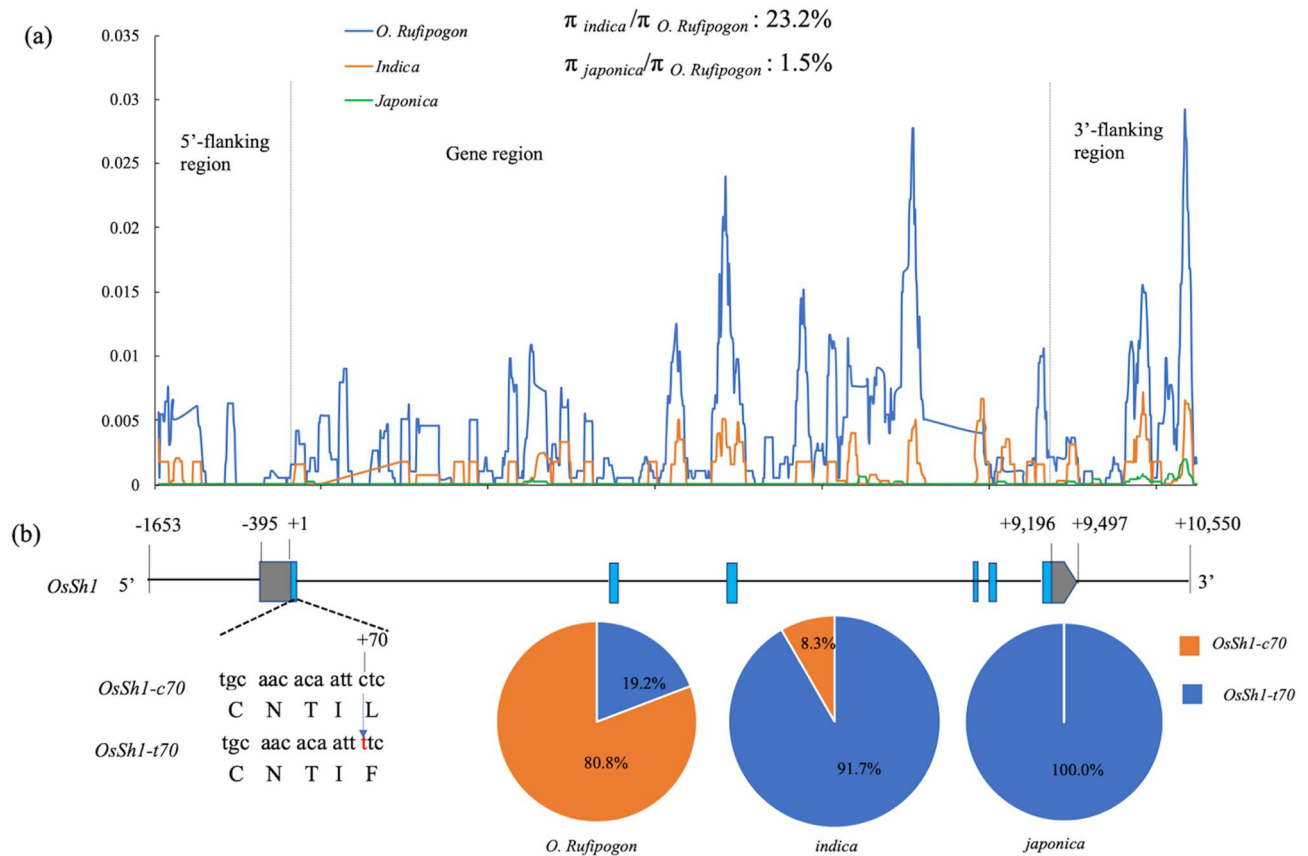 (a)
0.035
0.03
0.025
0.02
0.015
0.01
0.005
0
O. Rufipogon
Indica
Japonica
π indica/π O. Rufipogon : 23.2%
π japonica/π O. Rufipogon : 1.5%
5’-flanking
region
Gene region
3’-flanking
region
(b)
-1653
-395
+1
+9,196
+9,497
+10,550
OsSh1
5’
3’
+70
OsSh1-c70
tgc aac aca att ctc
C N T I L
OsSh1-t70
tgc aac aca att ttc
C N T I F
19.2%
80.8%
O. Rufipogon
8.3%
91.7%
indica
100.0%
japonica
OsSh1-c70
OsSh1-t70